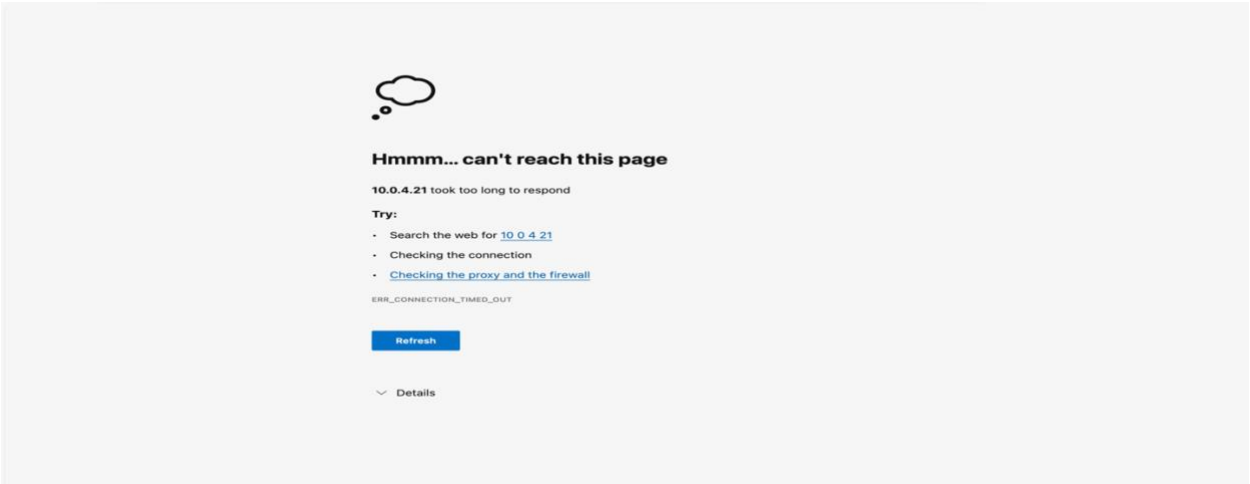 Hmmm... can't reach this page
10.0.4.21 took too long to respond
Try:
• Search the web for 10 0 4 21
• Checking the connection
• Checking the proxy and the firewall
ERR_CONNECTION_TIMED_OUT
Refresh
Details